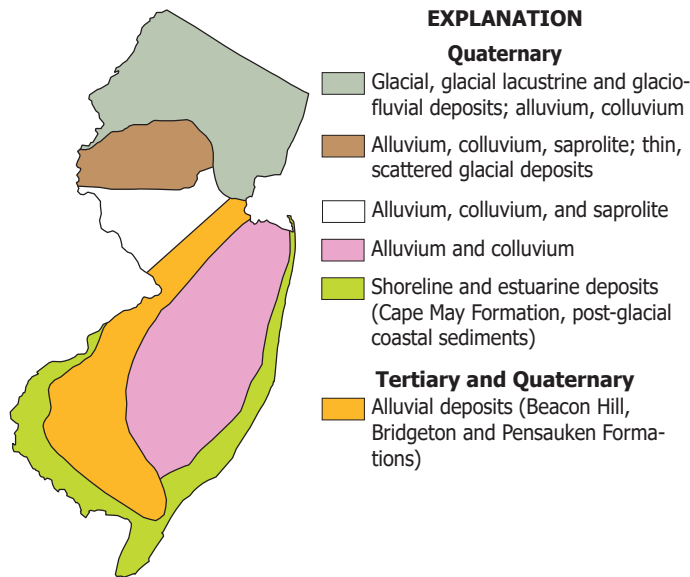 EXPLANATION
Quaternary
Glacial, glacial lacustrine and glacio-
fluvial deposits; alluvium, colluvium
Alluvium, colluvium, saprolite; thin,
scattered glacial deposits
Alluvium, colluvium, and saprolite
Alluvium and colluvium
Shoreline and estuarine deposits
(Cape May Formation, post-glacial
coastal sediments)
Tertiary and Quaternary
Alluvial deposits (Beacon Hill,
Bridgeton and Pensauken Forma-
tions)